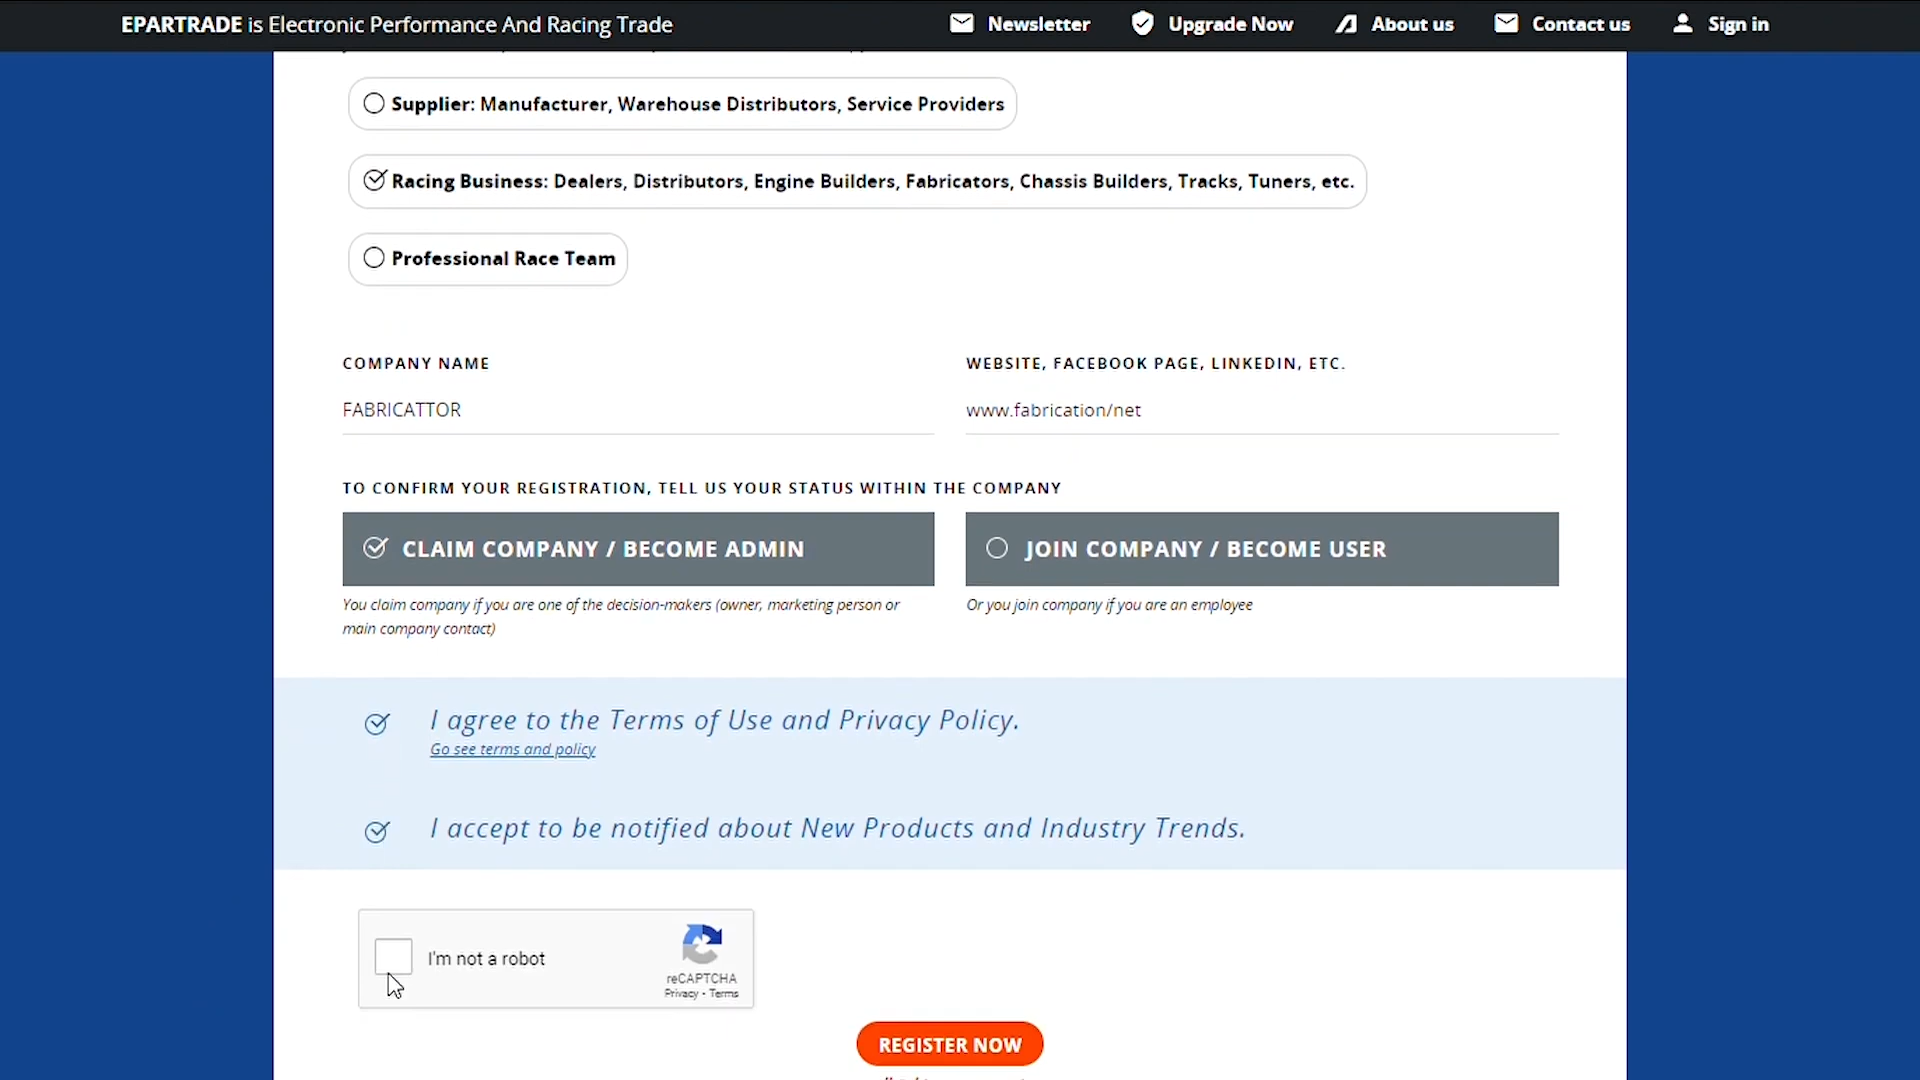 EPARTRADE is Electronic Performance And Racing Trade
Newsletter
Upgrade Now
About us
Contact us
Sign in
Supplier: Manufacturer, Warehouse Distributors, Service Providers
Racing Business: Dealers, Distributors, Engine Builders, Fabricators, Chassis Builders, Tracks, Tuners, etc.
Professional Race Team
COMPANY NAME
WEBSITE, FACEBOOK PAGE, LINKEDIN, ETC.
FABRICATTOR
www.fabrication/net
TO CONFIRM YOUR REGISTRATION, TELL US YOUR STATUS WITHIN THE COMPANY
CLAIM COMPANY / BECOME ADMIN
JOIN COMPANY / BECOME USER
You claim company if you are one of the decision-makers (owner, marketing person or
main company contact)
Or you join company if you are an employee
I agree to the Terms of Use and Privacy Policy.
Go see terms and policy
I accept to be notified about New Products and Industry Trends.
I'm not a robot
reCAPTCHA
Privacy - Terms
REGISTER NOW